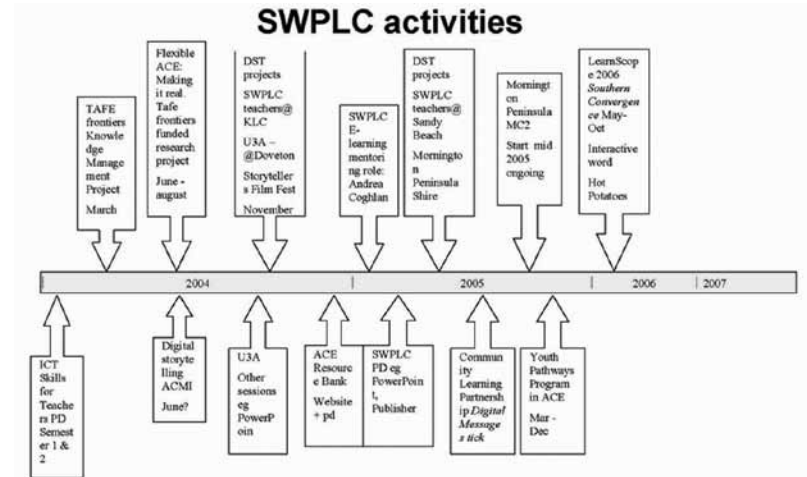 SWPLC activities
TAFE
frontiers
Knowle
dge
Manage
ment
Project
March
Flexible
ACE:
Making
it real.
Tafe
frontiers
funded
research
project
June -
august
DST
projects
SWPLC
teachers@
KLC
U3A –
@Doveton
Storyteller
s Film Fest
November
SWPLC
E-
learning
mentori
ng role:
Andrea
Coghlan
DST
projects
SWPLC
teachers@
Sandy
Beach
Morningto
n
Peninsula
Shire
Morningt
on
Peninsula
MC2
Start mid
2005
ongoing
LearnScop
e 2006
Southern
Convergen
ce May-
Oct
Interactive
word
Hot
Potatoes
2004
2005
2006
2007
ICT
Skills
for
Teache
rs PD
Semest
er 1 &
2
Digital
storyte
lling
ACMI
June?
U3A
Other
sessions
eg
PowerP
oin
ACE
Resourc
e Bank
Website
+ pd
SWPLC
PD eg
PowerPoin
t,
Publisher
Commun
ity
Learning
Partnersh
ip Digital
Message
s tick
Youth
Pathways
Program
in ACE
Mar -
Dec